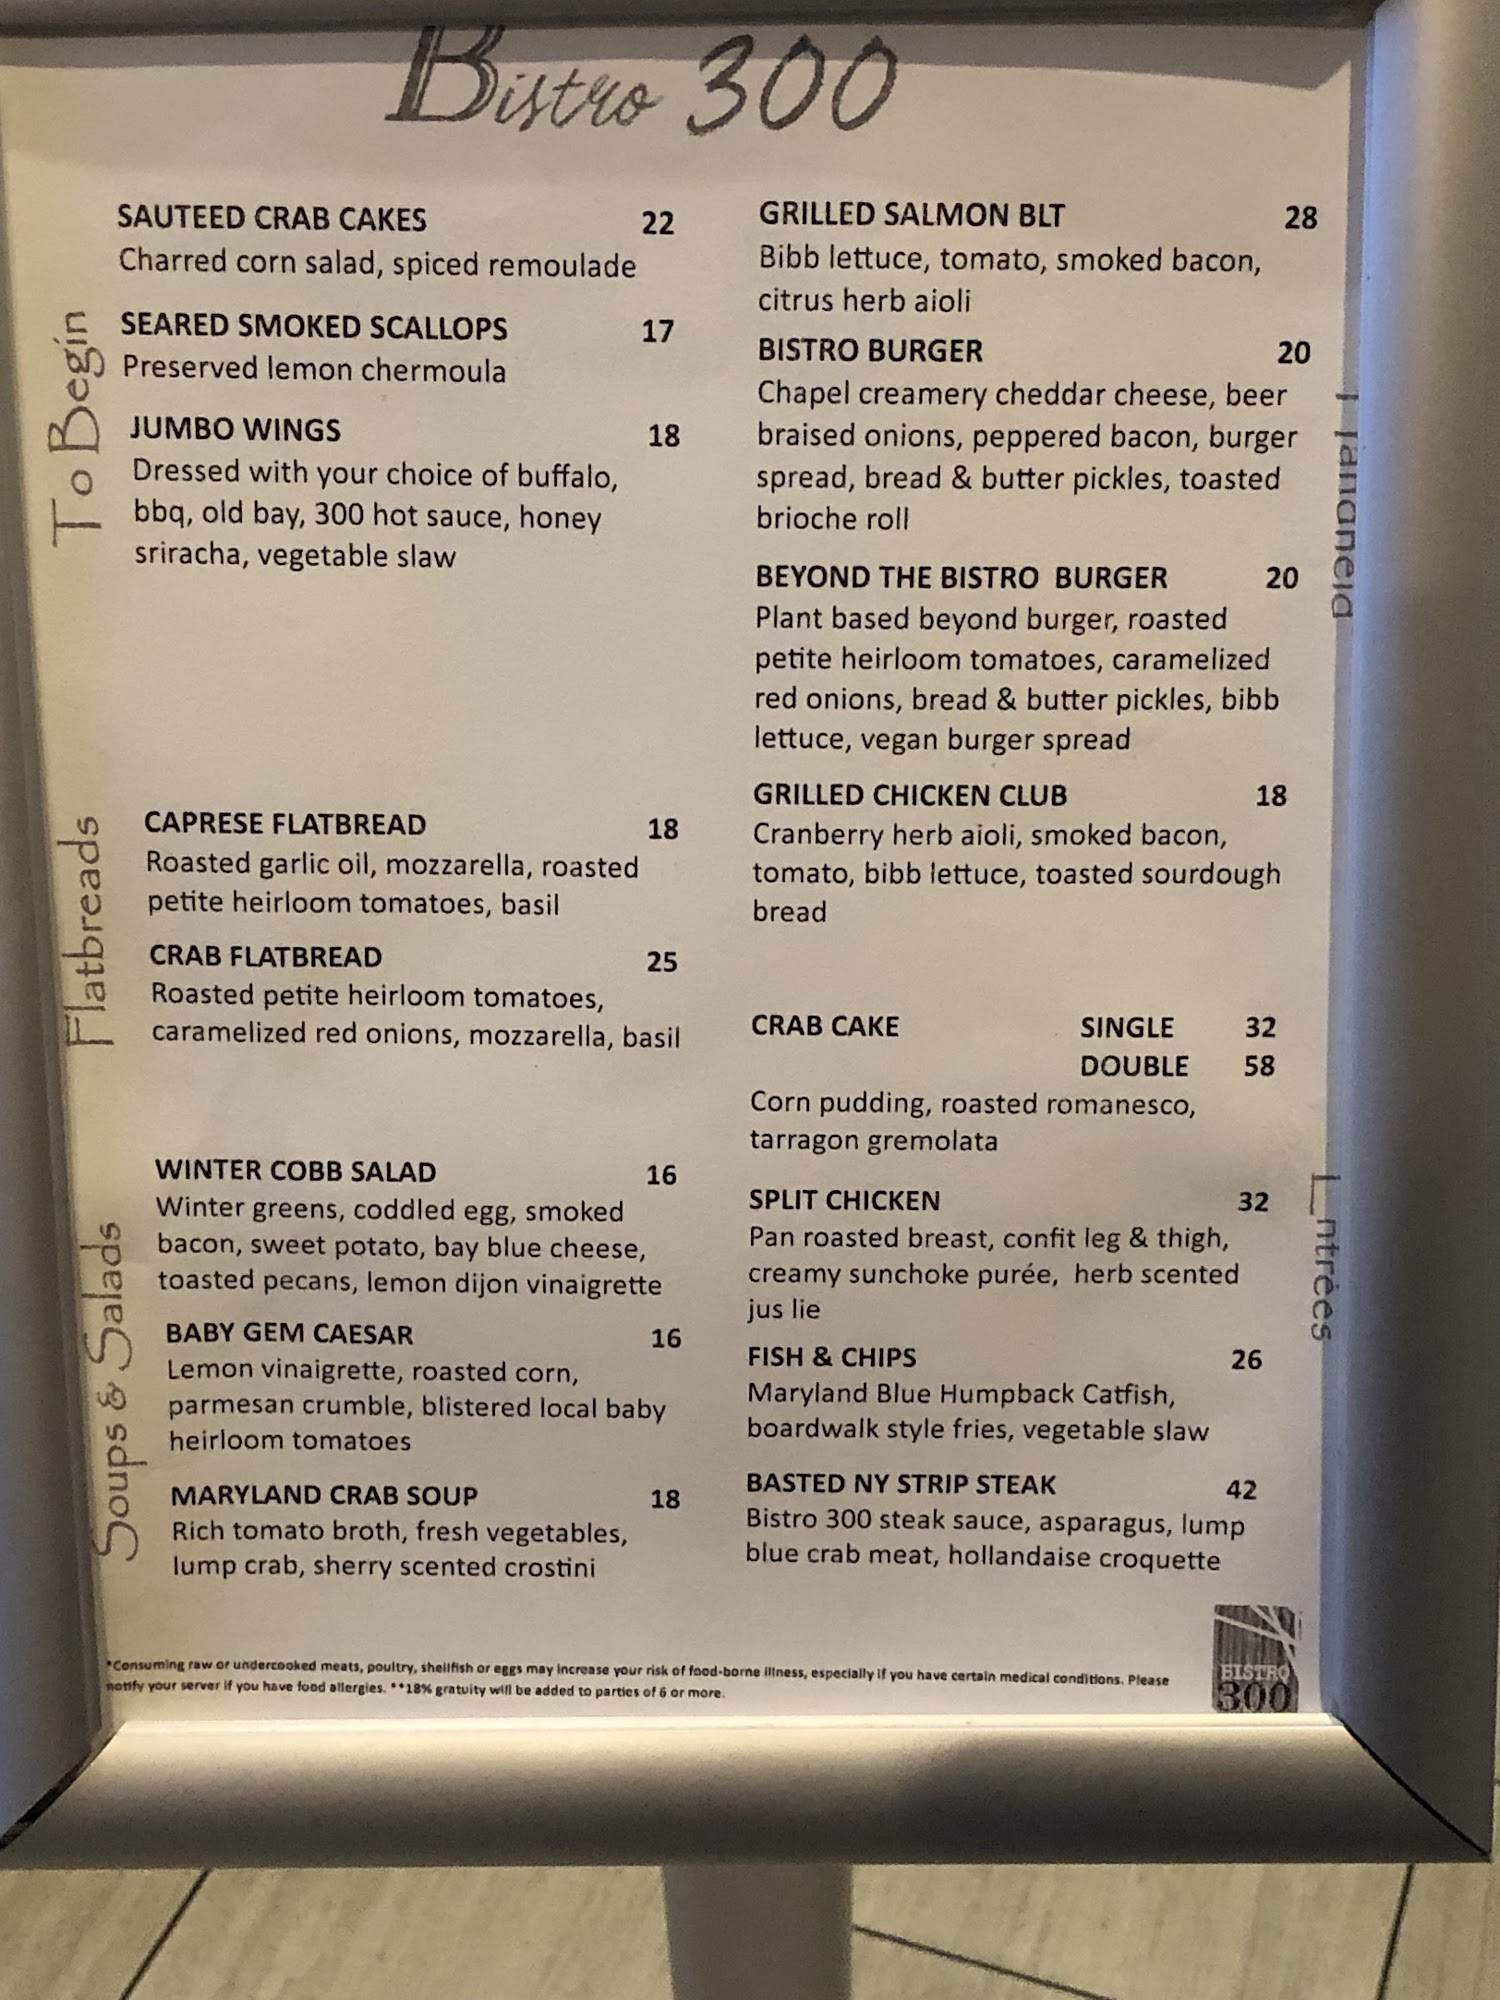 Bistro 300
To Begin
SAUTEED CRAB CAKES 22
Charred corn salad, spiced remoulade
SEARED SMOKED SCALLOPS 17
Preserved lemon chermoula
JUMBO WINGS 18
Dressed with your choice of buffalo,
bbq, old bay, 300 hot sauce, honey
sriracha, vegetable slaw
Flatbreads
CAPRESE FLATBREAD 18
Roasted garlic oil, mozzarella, roasted
petite heirloom tomatoes, basil
CRAB FLATBREAD 25
Roasted petite heirloom tomatoes,
caramelized red onions, mozzarella, basil
Soups & Salads
WINTER COBB SALAD 16
Winter greens, coddled egg, smoked
bacon, sweet potato, bay blue cheese,
toasted pecans, lemon dijon vinaigrette
BABY GEM CAESAR 16
Lemon vinaigrette, roasted corn,
parmesan crumble, blistered local baby
heirloom tomatoes
MARYLAND CRAB SOUP 18
Rich tomato broth, fresh vegetables,
lump crab, sherry scented crostini
GRILLED SALMON BLT 28
Bibb lettuce, tomato, smoked bacon,
citrus herb aioli
BISTRO BURGER 20
Chapel creamery cheddar cheese, beer
braised onions, peppered bacon, burger
spread, bread & butter pickles, toasted
brioche roll
BEYOND THE BISTRO BURGER 20
Plant based beyond burger, roasted
petite heirloom tomatoes, caramelized
red onions, bread & butter pickles, bibb
lettuce, vegan burger spread
GRILLED CHICKEN CLUB 18
Cranberry herb aioli, smoked bacon,
tomato, bibb lettuce, toasted sourdough
bread
Entrées
CRAB CAKE SINGLE 32
DOUBLE 58
Corn pudding, roasted romanesco,
tarragon gremolata
SPLIT CHICKEN 32
Pan roasted breast, confit leg & thigh,
creamy sunchoke purée, herb scented
jus lie
FISH & CHIPS 26
Maryland Blue Humpback Catfish,
boardwalk style fries, vegetable slaw
BASTED NY STRIP STEAK 42
Bistro 300 steak sauce, asparagus, lump
blue crab meat, hollandaise croquette
*Consuming raw or undercooked meats, poultry, shellfish or eggs may increase your risk of food-borne illness, especially if you have certain medical conditions. Please
notify your server if you have food allergies. **18% gratuity will be added to parties of 6 or more.
BISTRO
300